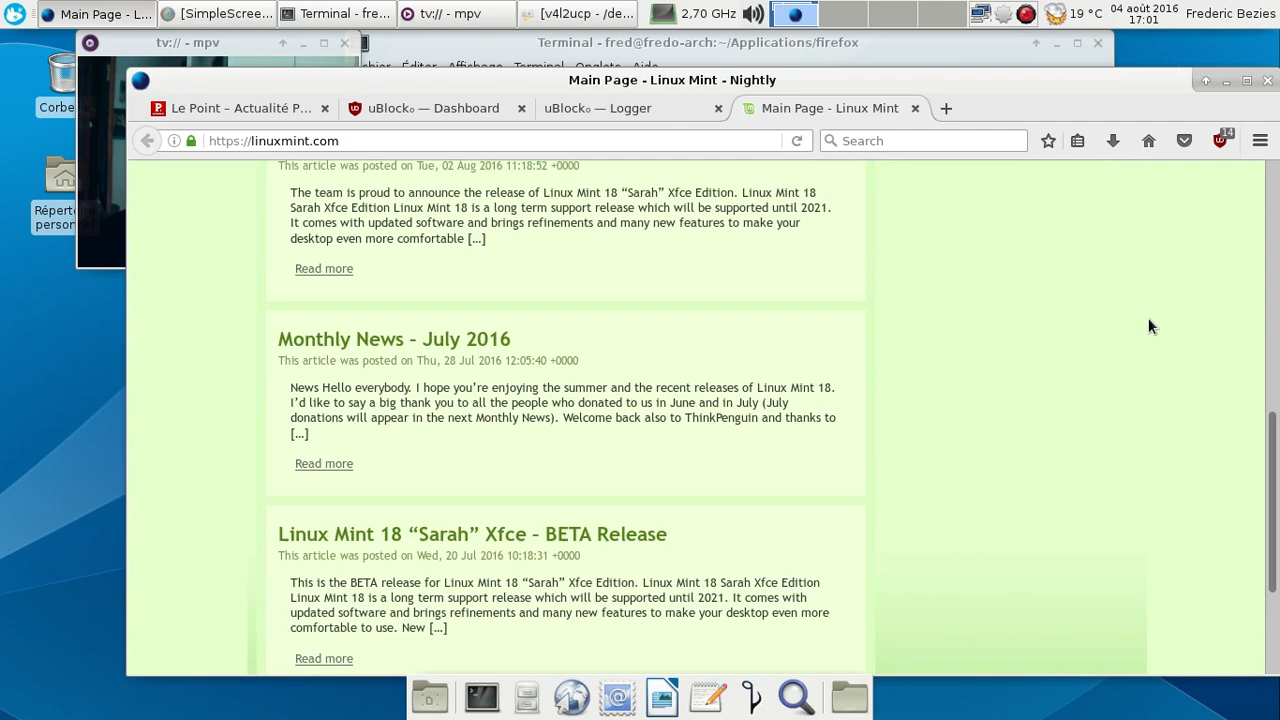 Main Page - L...
[SimpleScree...
Terminal - fre...
tv:// - mpv
[v4l2ucp - /de...
2,70 GHz
19 °C
04 août 2016
17:01
Frederic Bezies
tv:// - mpv
Terminal - fred@fredo-arch:~/Applications/firefox
Éditer Affichage Terminal Onglets Aide
Main Page - Linux Mint - Nightly
Le Point – Actualité P...
uBlock₀ — Dashboard
uBlock₀ — Logger
Main Page - Linux Mint
https://linuxmint.com
Search
14
Répertoire
personnel
This article was posted on Tue, 02 Aug 2016 11:18:52 +0000
The team is proud to announce the release of Linux Mint 18 “Sarah” Xfce Edition. Linux Mint 18
Sarah Xfce Edition Linux Mint 18 is a long term support release which will be supported until 2021.
It comes with updated software and brings refinements and many new features to make your
desktop even more comfortable […]
Read more
Monthly News – July 2016
This article was posted on Thu, 28 Jul 2016 12:05:40 +0000
News Hello everybody. I hope you’re enjoying the summer and the recent releases of Linux Mint 18.
I’d like to say a big thank you to all the people who donated to us in June and in July (July
donations will appear in the next Monthly News). Welcome back also to ThinkPenguin and thanks to
[…]
Read more
Linux Mint 18 “Sarah” Xfce – BETA Release
This article was posted on Wed, 20 Jul 2016 10:18:31 +0000
This is the BETA release for Linux Mint 18 “Sarah” Xfce Edition. Linux Mint 18 Sarah Xfce Edition
Linux Mint 18 is a long term support release which will be supported until 2021. It comes with
updated software and brings refinements and many new features to make your desktop even more
comfortable to use. New […]
Read more